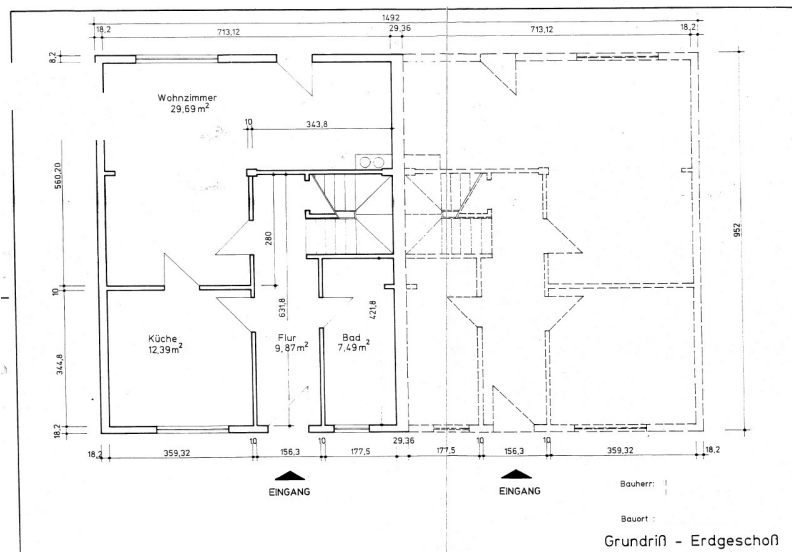 1492
18,2 713,12 29,36 713,12 18,2
8,2
Wohnzimmer
29,69 m²
10 343,8
560,20
280
952
10
631,8
421,8
Küche
12,39 m²
Flur
9,87 m²
Bad
7,49 m²
344,8
18,2
10 10 29,36 10 10
18,2 359,32 156,3 177,5 177,5 156,3 359,32 18,2
EINGANG EINGANG
Bauherr:
Bauort :
Grundriß - Erdgeschoß